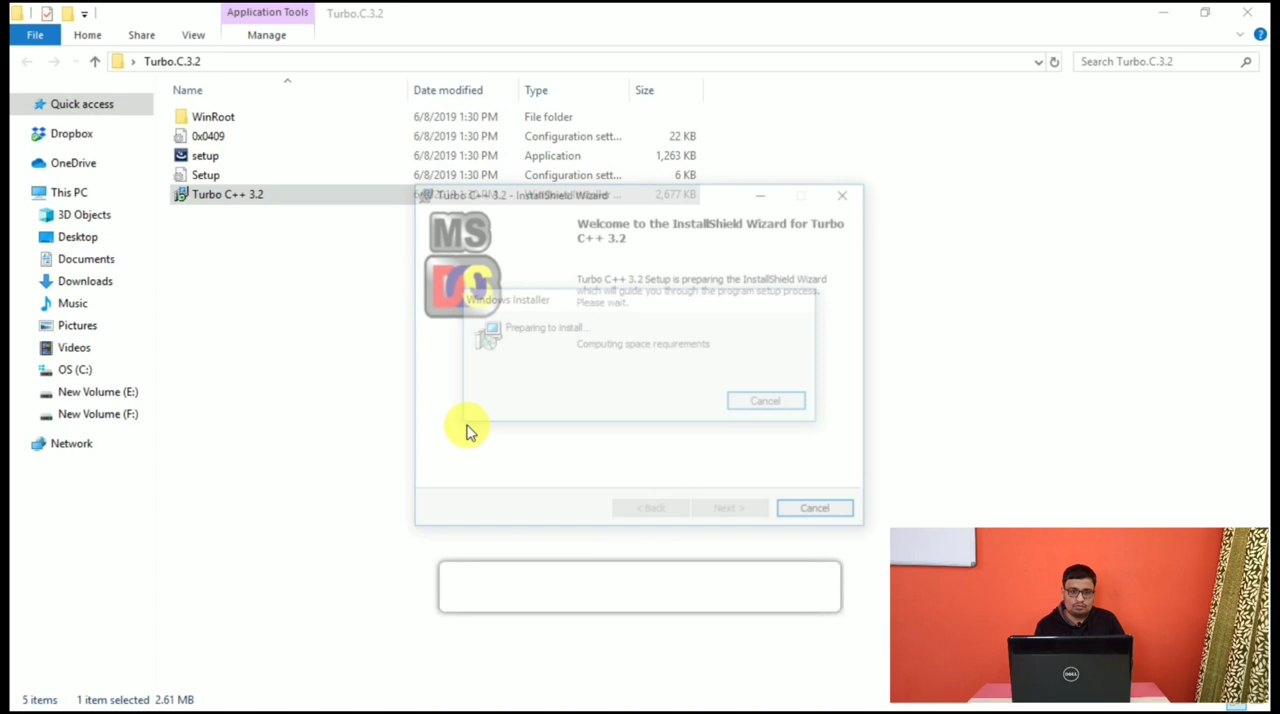 Application Tools Turbo.C.3.2
File Home Share View Manage
Turbo.C.3.2 Search Turbo.C.3.2
Name Date modified Type Size
Quick access
Dropbox
OneDrive
This PC
3D Objects
Desktop
Documents
Downloads
Music
Pictures
Videos
OS (C:)
New Volume (E:)
New Volume (F:)
Network
WinRoot 6/8/2019 1:30 PM File folder
0x0409 6/8/2019 1:30 PM Configuration sett... 22 KB
setup 6/8/2019 1:30 PM Application 1,263 KB
Setup 6/8/2019 1:30 PM Configuration sett... 6 KB
Turbo C++ 3.2 2,677 KB
Turbo C++ 3.2 - InstallShield Wizard
MS
DOS
Welcome to the InstallShield Wizard for Turbo
C++ 3.2
Turbo C++ 3.2 Setup is preparing the InstallShield Wizard
which will guide you through the program setup process.
Please wait.
Windows Installer
Preparing to install...
Computing space requirements
Cancel
< Back Next > Cancel
DELL
5 items 1 item selected 2.61 MB